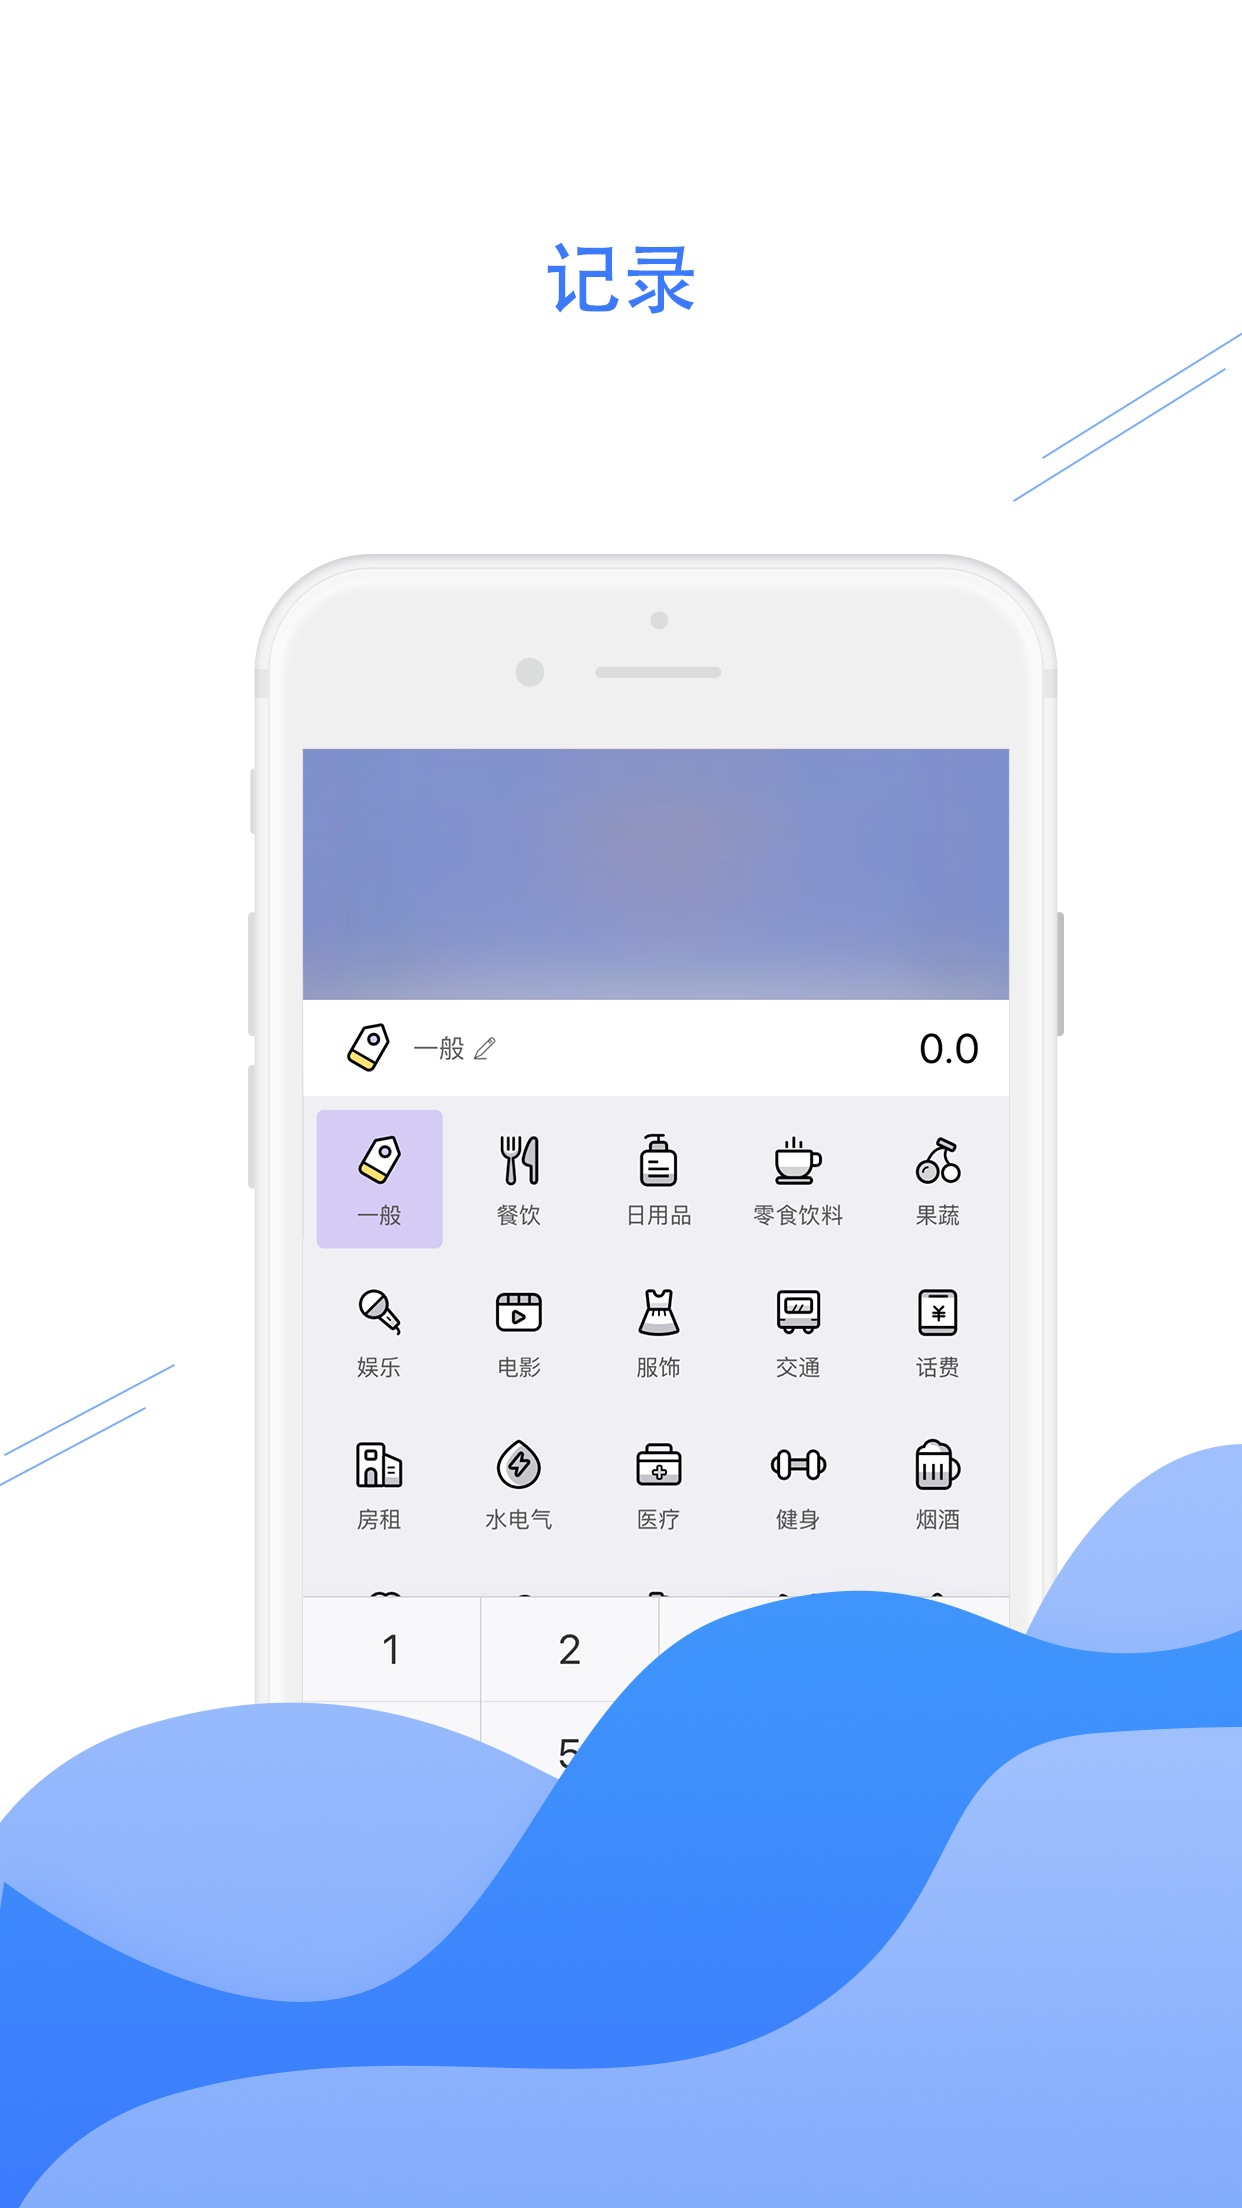 记录
一般 0.0
一般 餐饮 日用品 零食饮料 果蔬
娱乐 电影 服饰 交通 话费
¥
房租 水电气 医疗 健身 烟酒
1 2
5